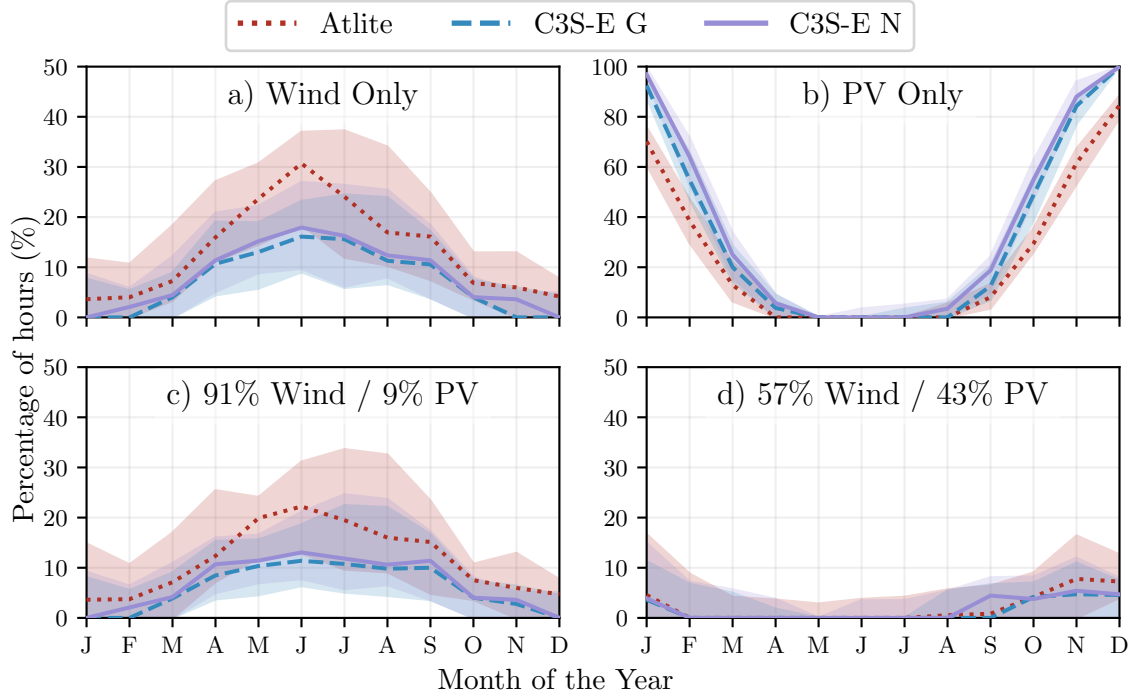 Atlite C3S-E G C3S-E N
a) Wind Only
50
40
30
20
10
0
b) PV Only
100
80
60
40
20
0
Percentage of hours (%)
c) 91% Wind / 9% PV
50
40
30
20
10
0
J F M A M J J A S O N D
d) 57% Wind / 43% PV
50
40
30
20
10
0
J F M A M J J A S O N D
Month of the Year